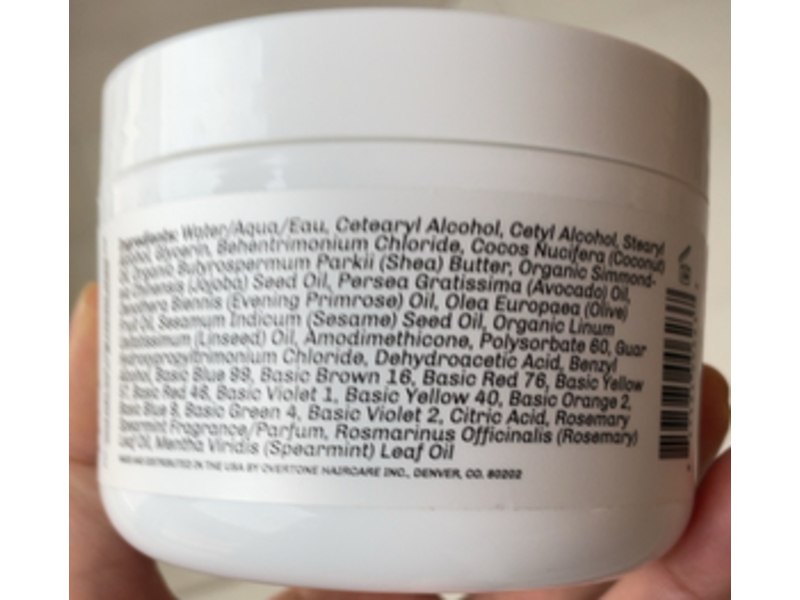 Ingredients: Water/Aqua/Eau, Cetearyl Alcohol, Cetyl Alcohol, Stearyl
Alcohol, Glycerin, Behentrimonium Chloride, Cocos Nucifera (Coconut)
Oil, Organic Butyrospermum Parkii (Shea) Butter, Organic Simmond-
sia Chinensis (Jojoba) Seed Oil, Persea Gratissima (Avocado) Oil,
Oenothera Biennis (Evening Primrose) Oil, Olea Europaea (Olive)
Fruit Oil, Sesamum Indicum (Sesame) Seed Oil, Organic Linum
Usitatissimum (Linseed) Oil, Amodimethicone, Polysorbate 60, Guar
Hydroxypropyltrimonium Chloride, Dehydroacetic Acid, Benzyl
Alcohol, Basic Blue 99, Basic Brown 16, Basic Red 76, Basic Yellow
Basic Red 46, Basic Violet 1, Basic Yellow 40, Basic Orange 2,
Basic Blue 9, Basic Green 4, Basic Violet 2, Citric Acid, Rosemary
Spearmint Fragrance/Parfum, Rosmarinus Officinalis (Rosemary)
Leaf Oil, Mentha Viridis (Spearmint) Leaf Oil
MADE AND DISTRIBUTED IN THE USA BY OVERTONE HAIRCARE INC., DENVER, CO. 80202